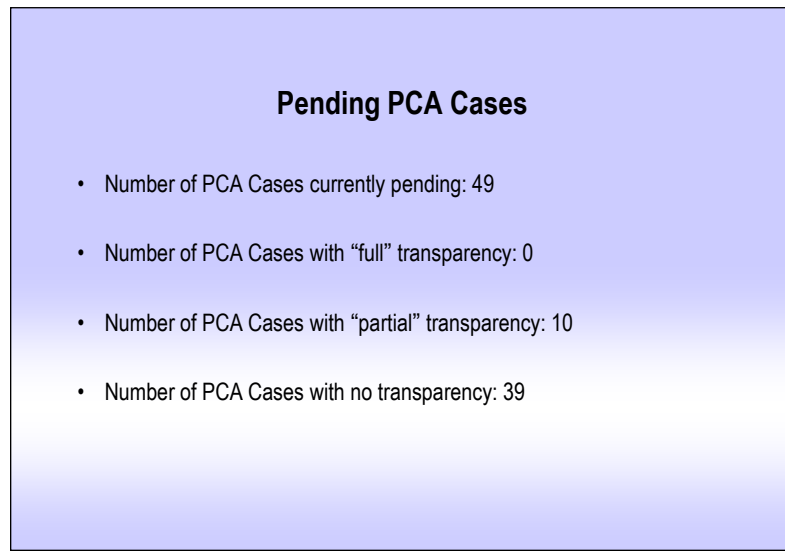 Pending PCA Cases
• Number of PCA Cases currently pending: 49
• Number of PCA Cases with “full” transparency: 0
• Number of PCA Cases with “partial” transparency: 10
• Number of PCA Cases with no transparency: 39